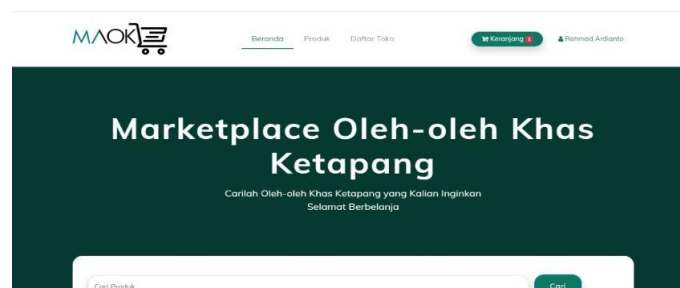 MAOK
Beranda Produk Daftar Toko Keranjang Rahmad Ardianto
Marketplace Oleh-oleh Khas
Ketapang
Carilah Oleh-oleh Khas Ketapang yang Kalian Inginkan
Selamat Berbelanja
Cari Produk Cari